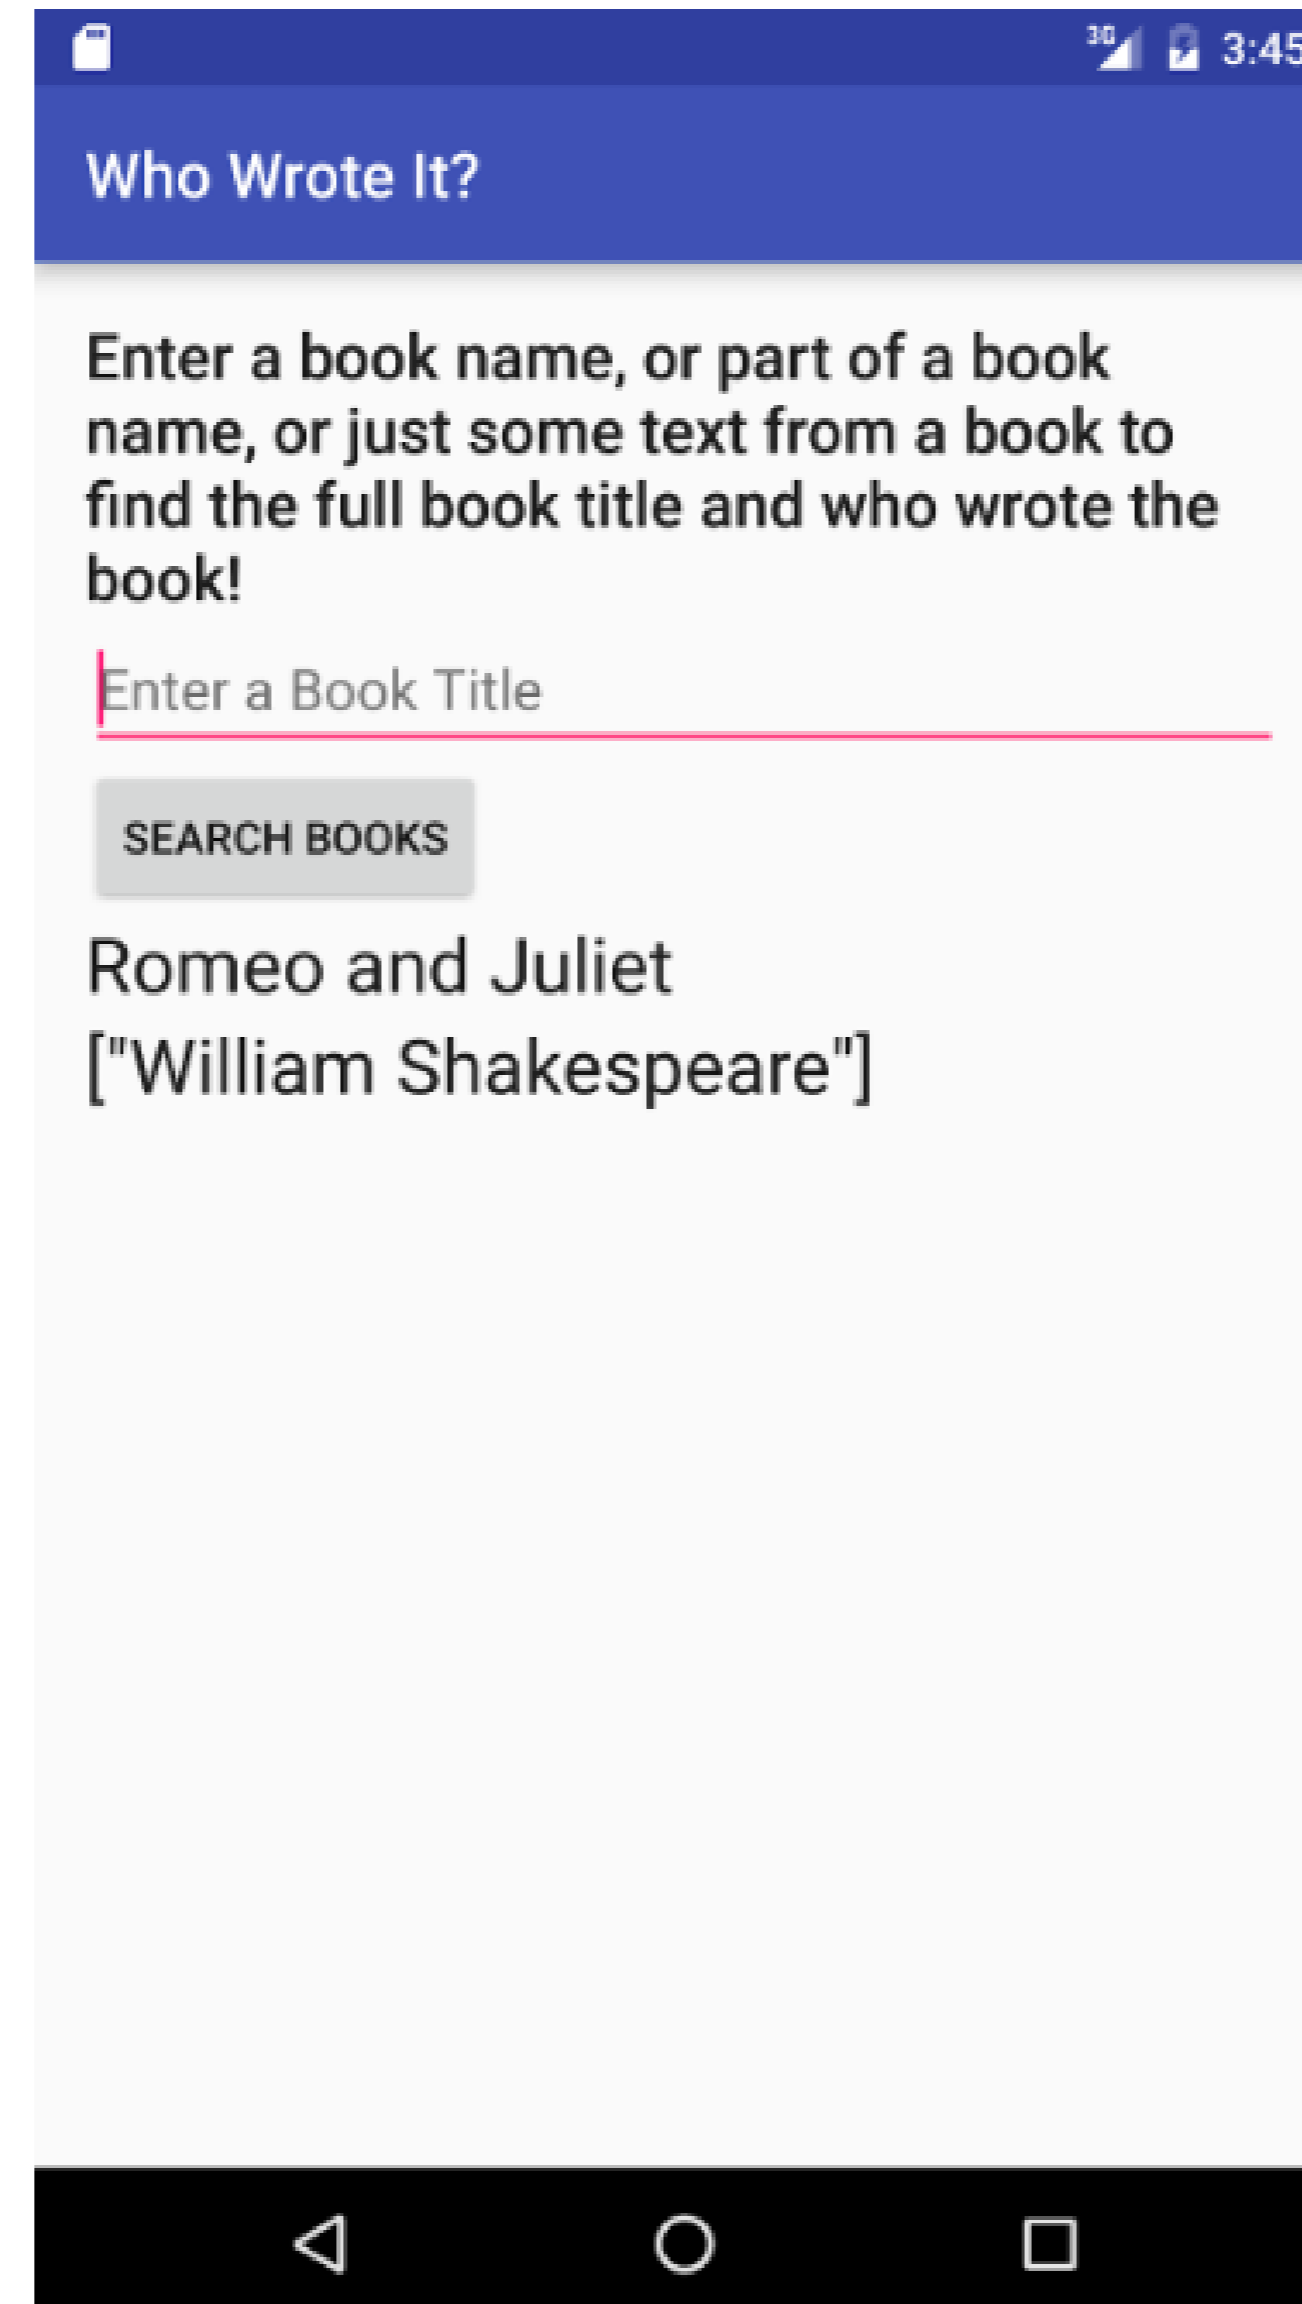 3G 3:45
Who Wrote It?
Enter a book name, or part of a book
name, or just some text from a book to
find the full book title and who wrote the
book!
Enter a Book Title
SEARCH BOOKS
Romeo and Juliet
["William Shakespeare"]